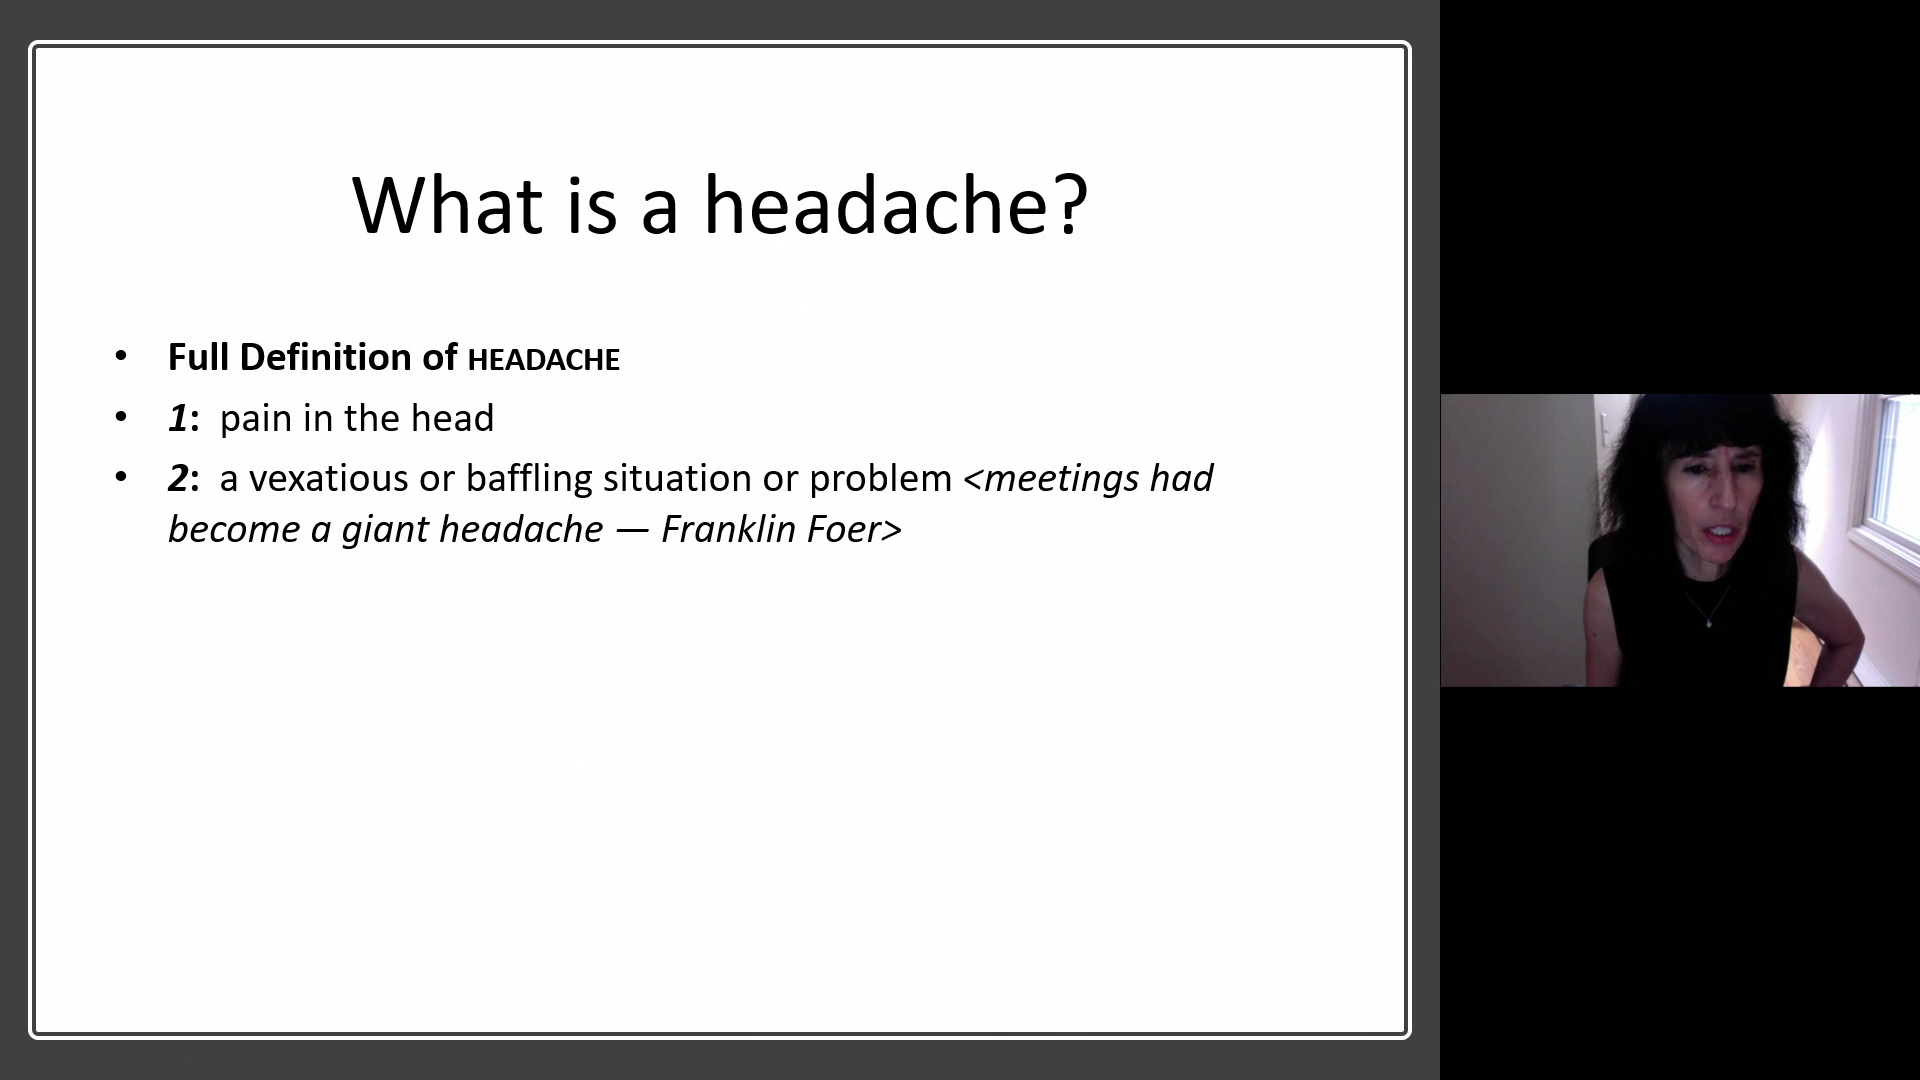 What is a headache?
• Full Definition of HEADACHE
• 1: pain in the head
• 2: a vexatious or baffling situation or problem <meetings had
become a giant headache — Franklin Foer>